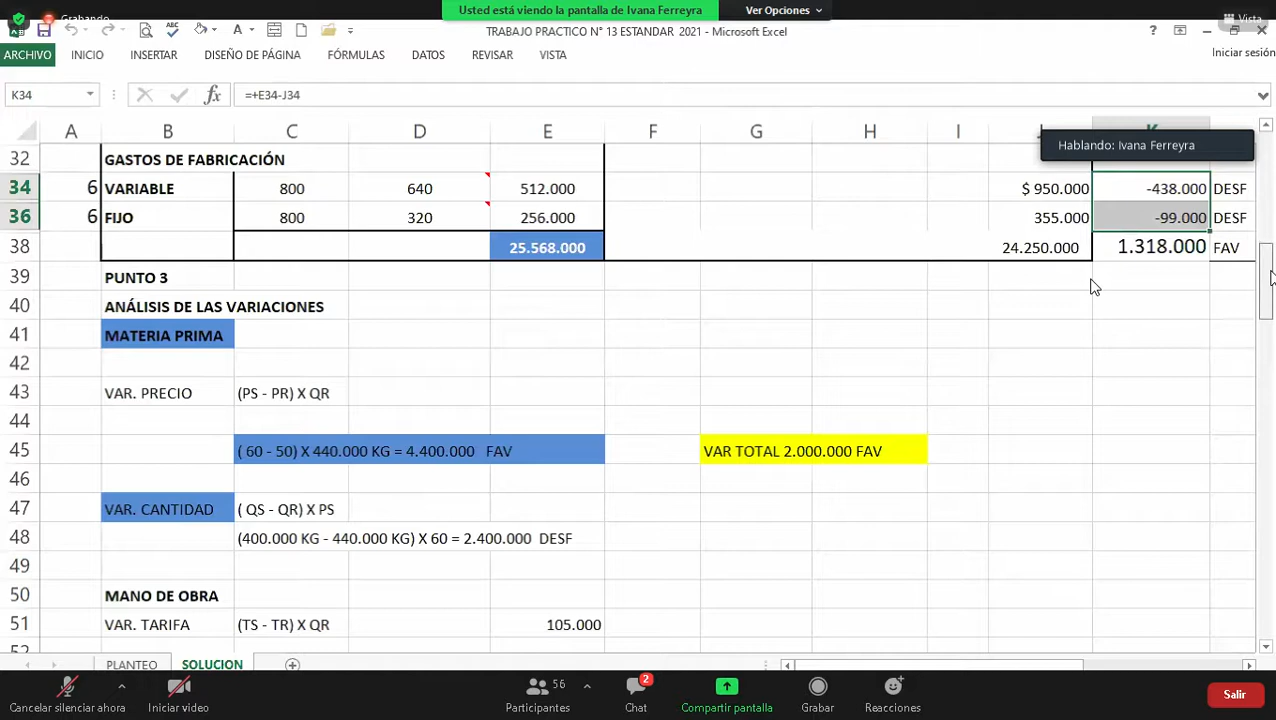 Grabando
Usted está viendo la pantalla de Ivana Ferreyra
Ver Opciones
Vista
TRABAJO PRACTICO N° 13 ESTANDAR 2021 - Microsoft Excel
ARCHIVO INICIO INSERTAR DISEÑO DE PÁGINA FÓRMULAS DATOS REVISAR VISTA
Iniciar sesión
K34 fx =+E34-J34
A B C D E F G H I J K
Hablando: Ivana Ferreyra
32 GASTOS DE FABRICACIÓN
34 6 VARIABLE 800 640 512.000 $ 950.000 -438.000 DESF
36 6 FIJO 800 320 256.000 355.000 -99.000 DESF
38 25.568.000 24.250.000 1.318.000 FAV
39 PUNTO 3
40 ANÁLISIS DE LAS VARIACIONES
41 MATERIA PRIMA
42
43 VAR. PRECIO (PS - PR) X QR
44
45 ( 60 - 50) X 440.000 KG = 4.400.000 FAV VAR TOTAL 2.000.000 FAV
46
47 VAR. CANTIDAD ( QS - QR) X PS
48 (400.000 KG - 440.000 KG) X 60 = 2.400.000 DESF
49
50 MANO DE OBRA
51 VAR. TARIFA (TS - TR) X QR 105.000
52
PLANTEO SOLUCION
56 2
Cancelar silenciar ahora Iniciar video Participantes Chat Compartir pantalla Grabar Reacciones Salir